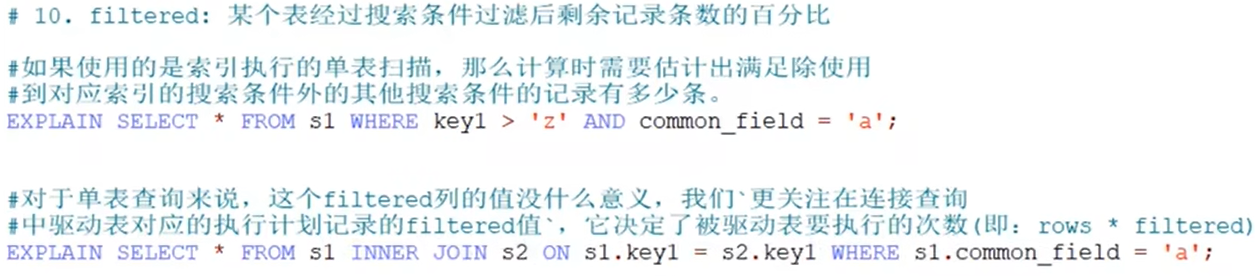 # 10. filtered: 某个表经过搜索条件过滤后剩余记录条数的百分比
#如果使用的是索引执行的单表扫描，那么计算时需要估计出满足除使用
#到对应索引的搜索条件外的其他搜索条件的记录有多少条。
EXPLAIN SELECT * FROM s1 WHERE key1 > 'z' AND common_field = 'a';
#对于单表查询来说，这个filtered列的值没什么意义，我们`更关注在连接查询
#中驱动表对应的执行计划记录的filtered值`，它决定了被驱动表要执行的次数(即：rows * filtered)
EXPLAIN SELECT * FROM s1 INNER JOIN s2 ON s1.key1 = s2.key1 WHERE s1.common_field = 'a';